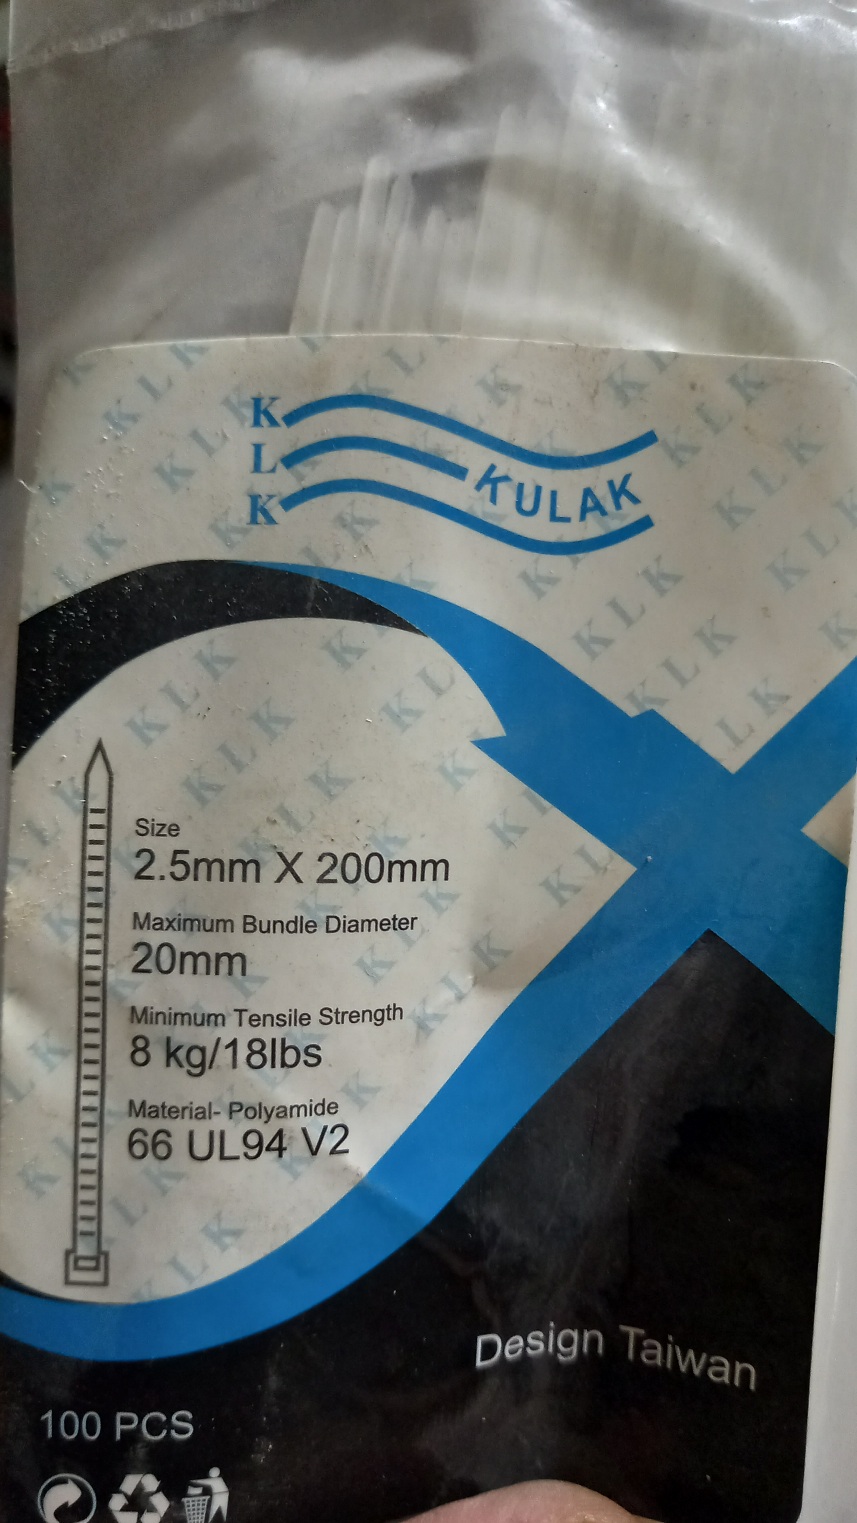 K
L
K
KULAK
Size
2.5mm X 200mm
Maximum Bundle Diameter
20mm
Minimum Tensile Strength
8 kg/18lbs
Material- Polyamide
66 UL94 V2
Design Taiwan
100 PCS